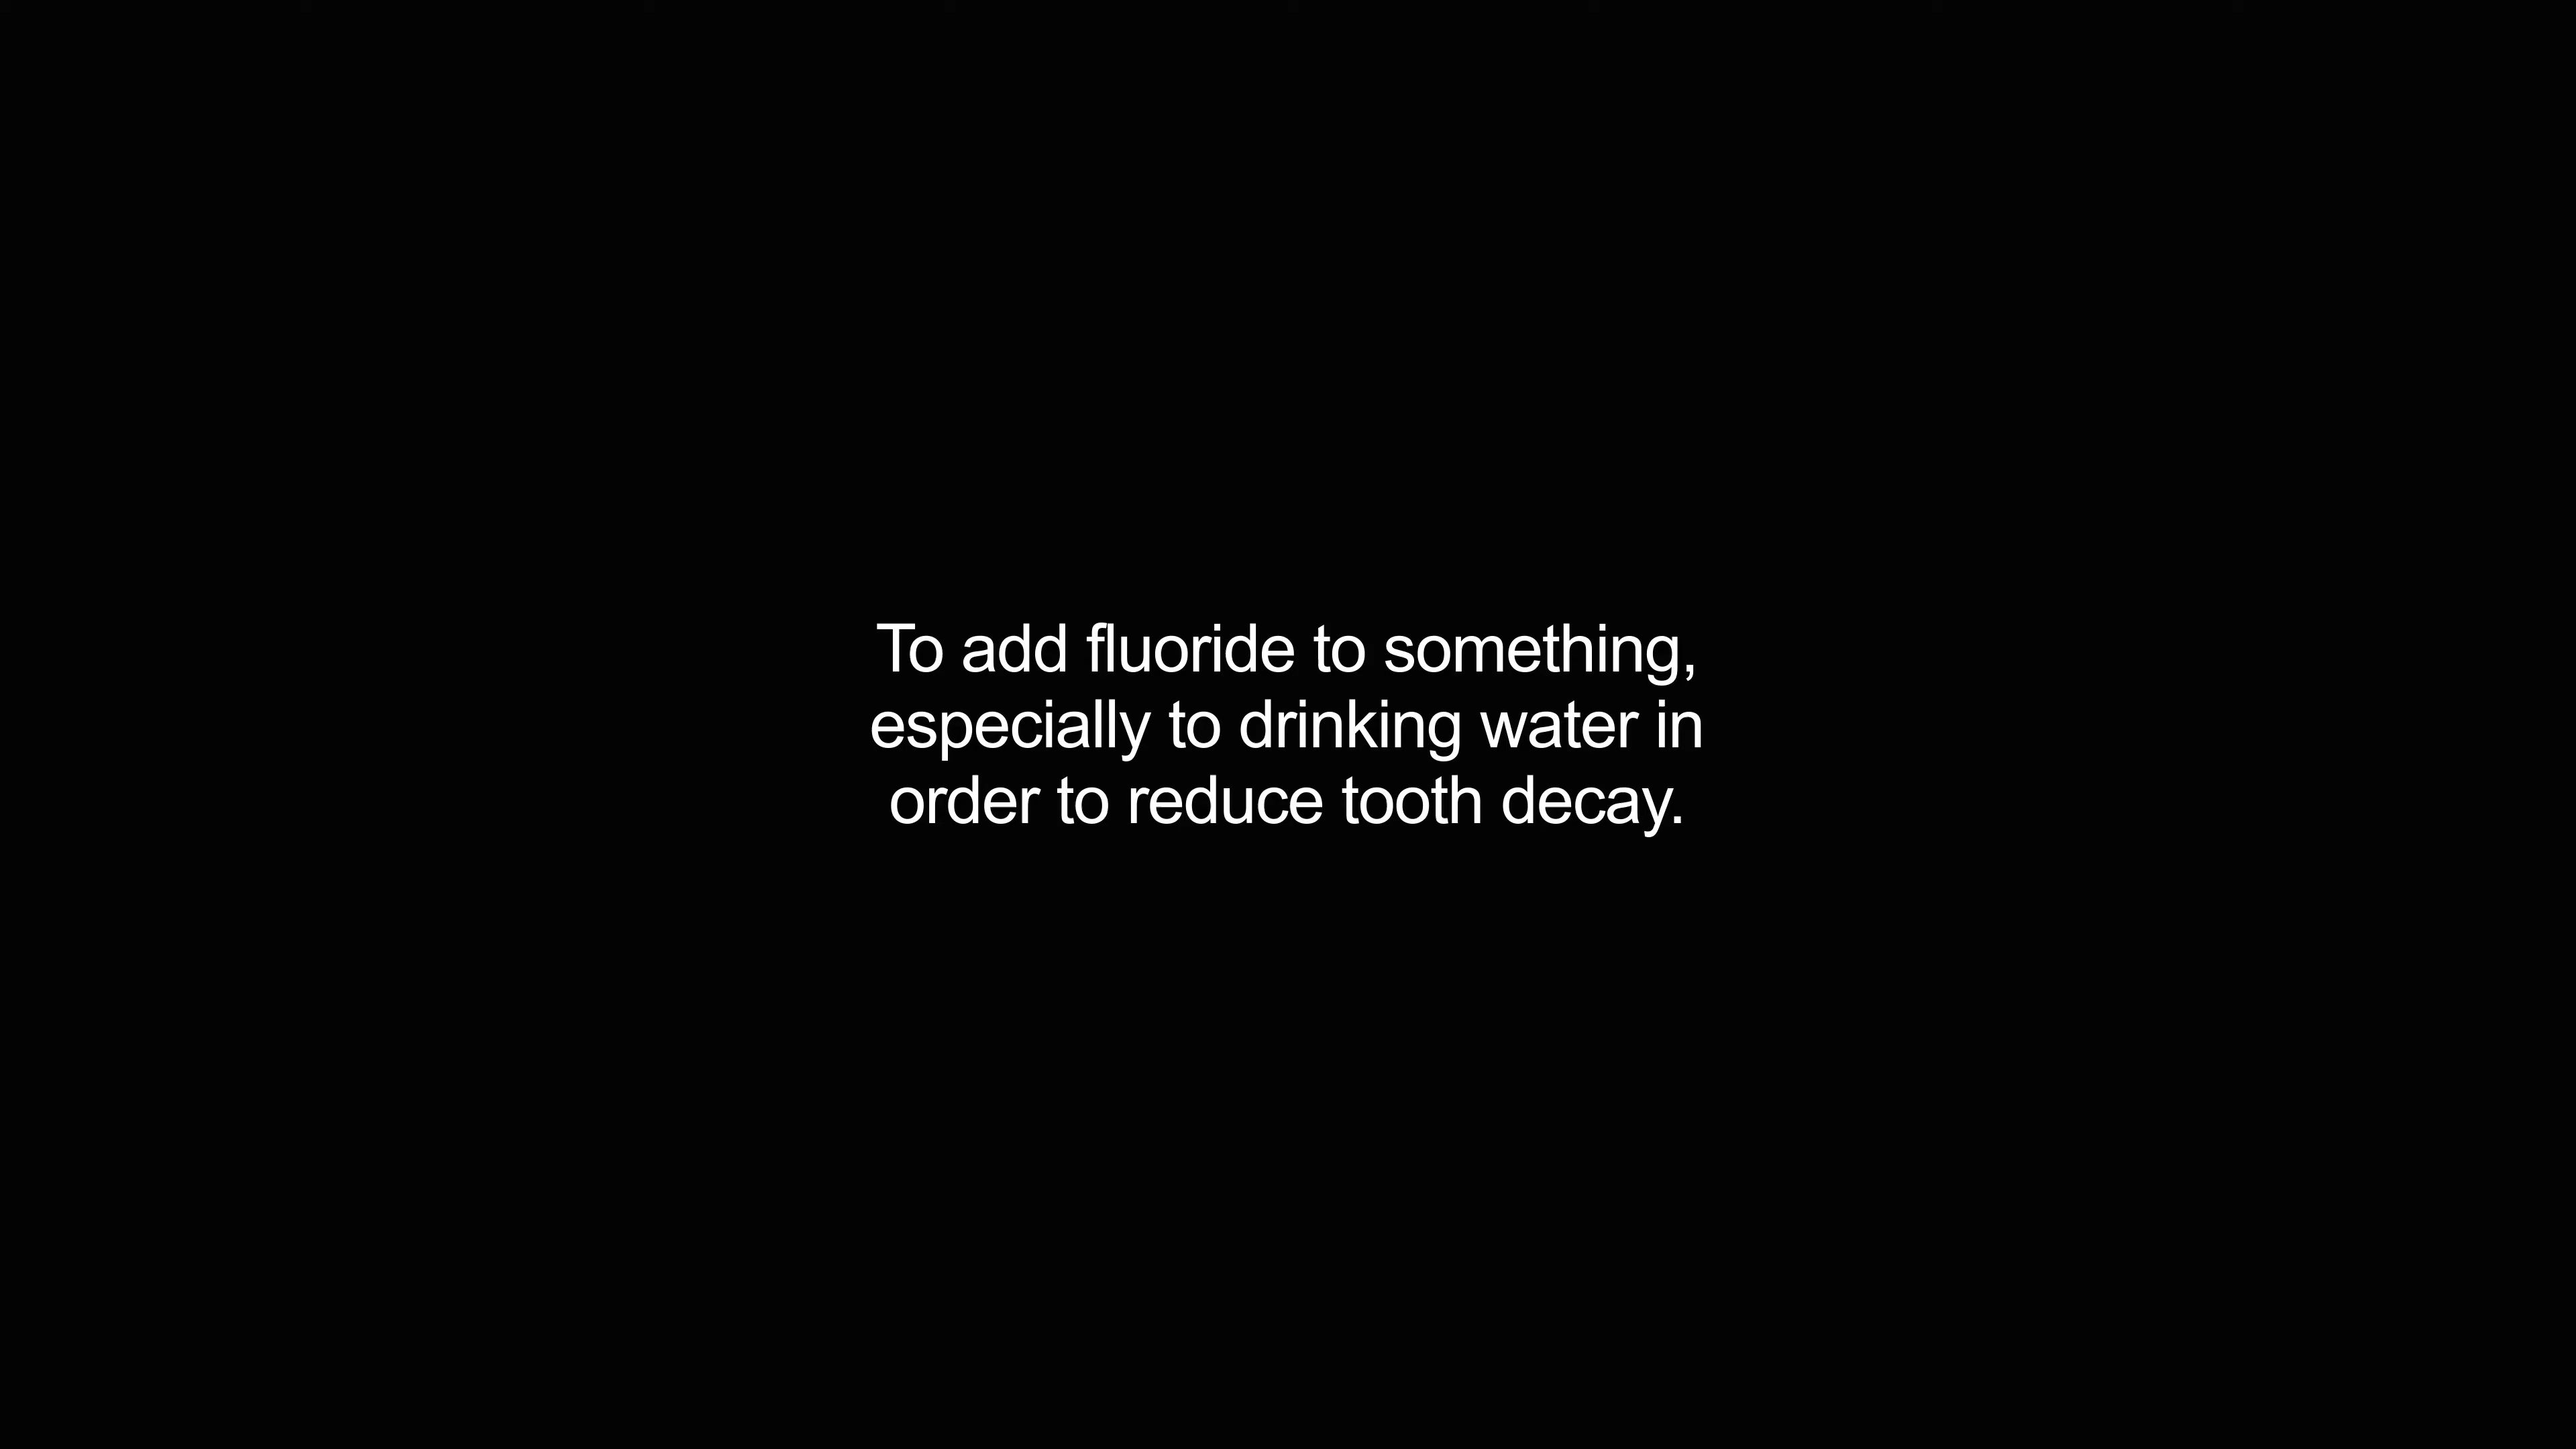 To add fluoride to something,
especially to drinking water in
order to reduce tooth decay.